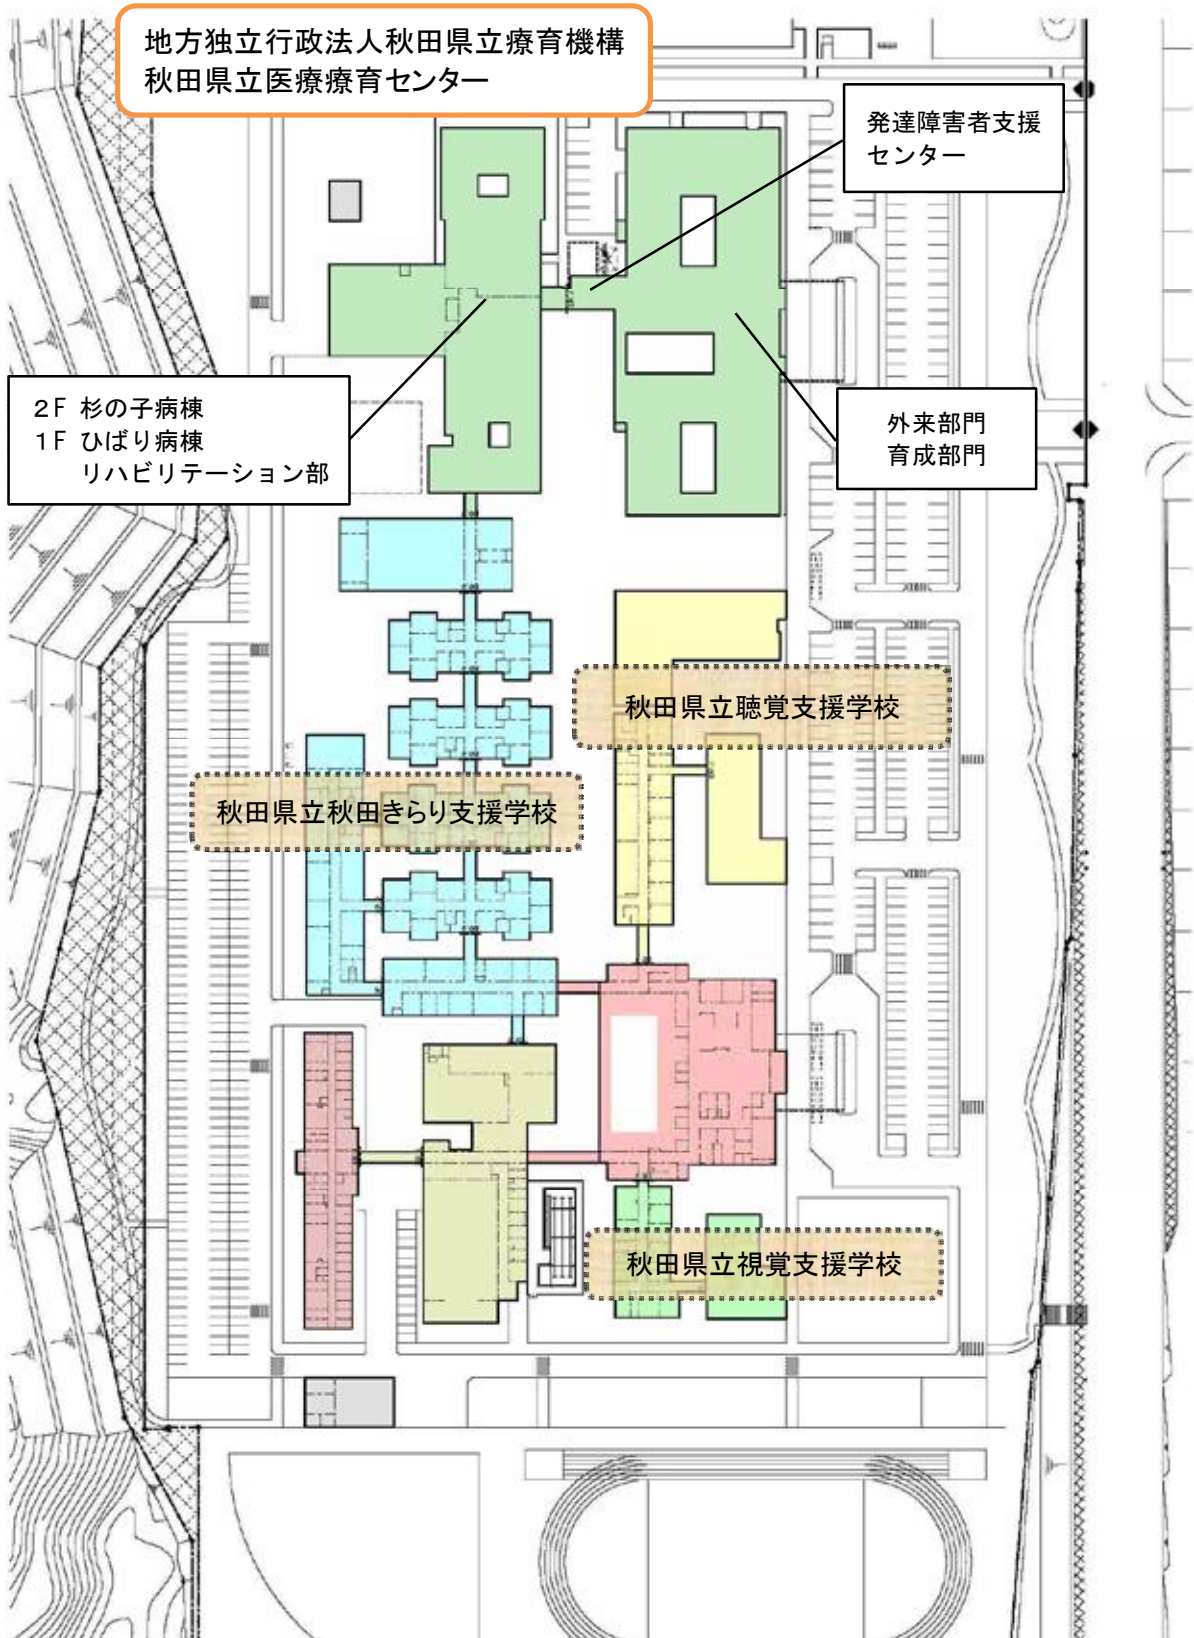 地方独立行政法人秋田県立療育機構
秋田県立医療療育センター
発達障害者支援
センター
2F 杉の子病棟
1F ひばり病棟
リハビリテーション部
外来部門
育成部門
秋田県立聴覚支援学校
秋田県立秋田きらり支援学校
秋田県立視覚支援学校